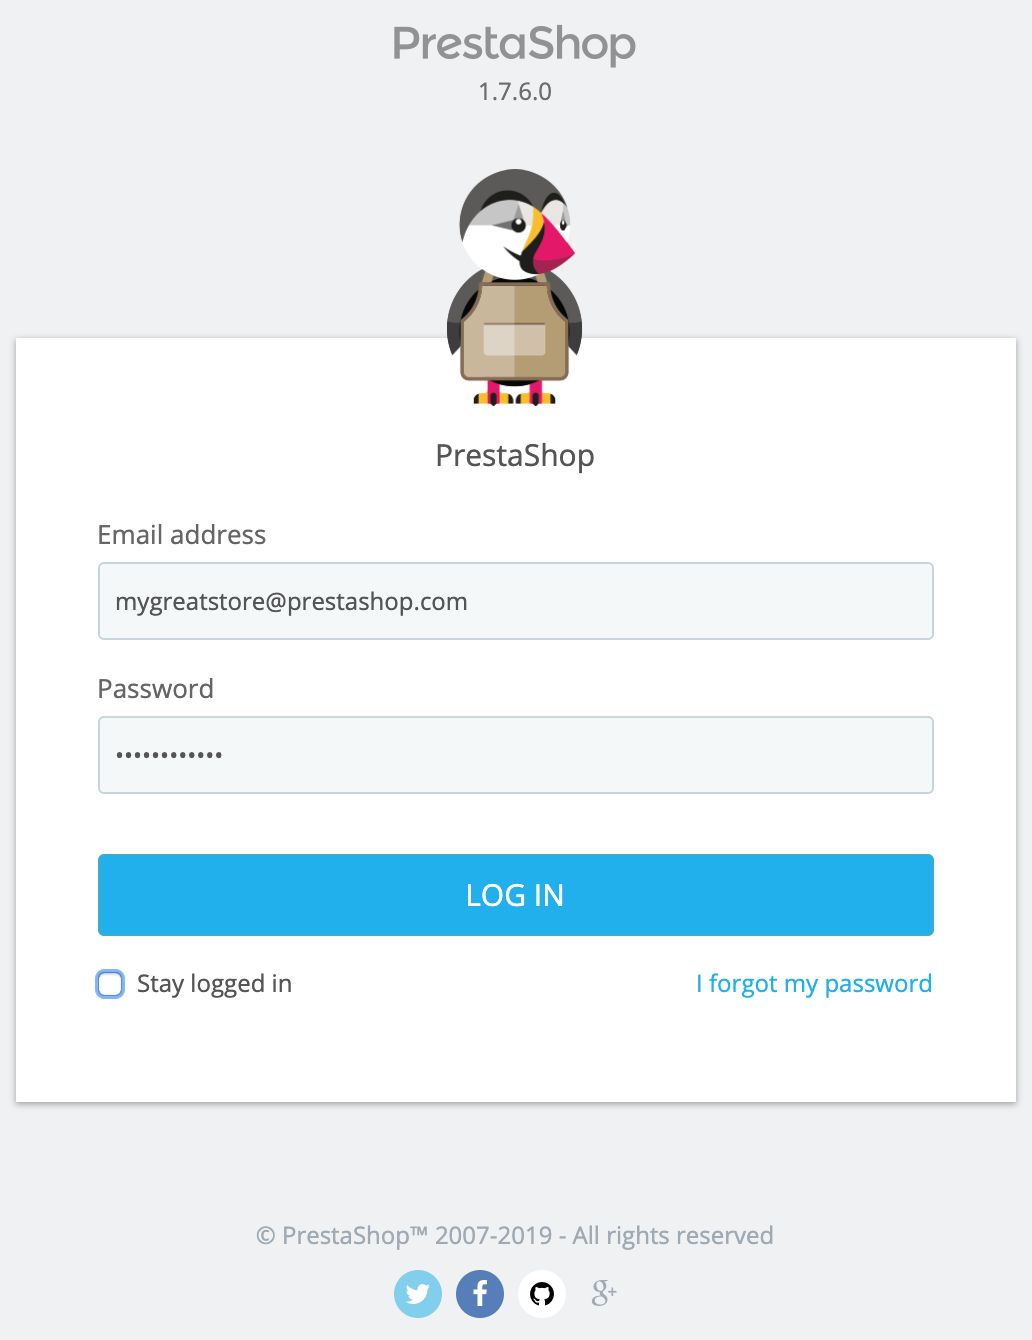 PrestaShop
1.7.6.0
PrestaShop
Email address
mygreatstore@prestashop.com
Password
••••••••••••
LOG IN
Stay logged in
I forgot my password
© PrestaShop™ 2007-2019 - All rights reserved
g+